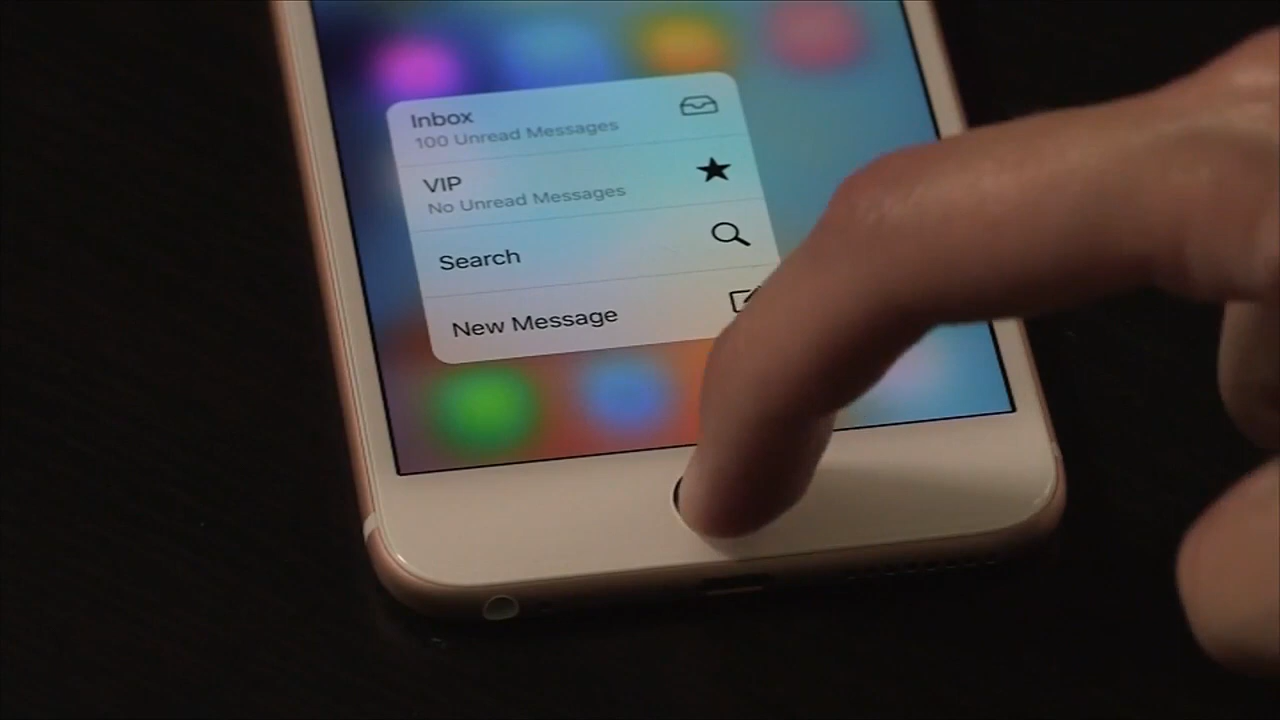 Inbox
100 Unread Messages
VIP
No Unread Messages
Search
New Message